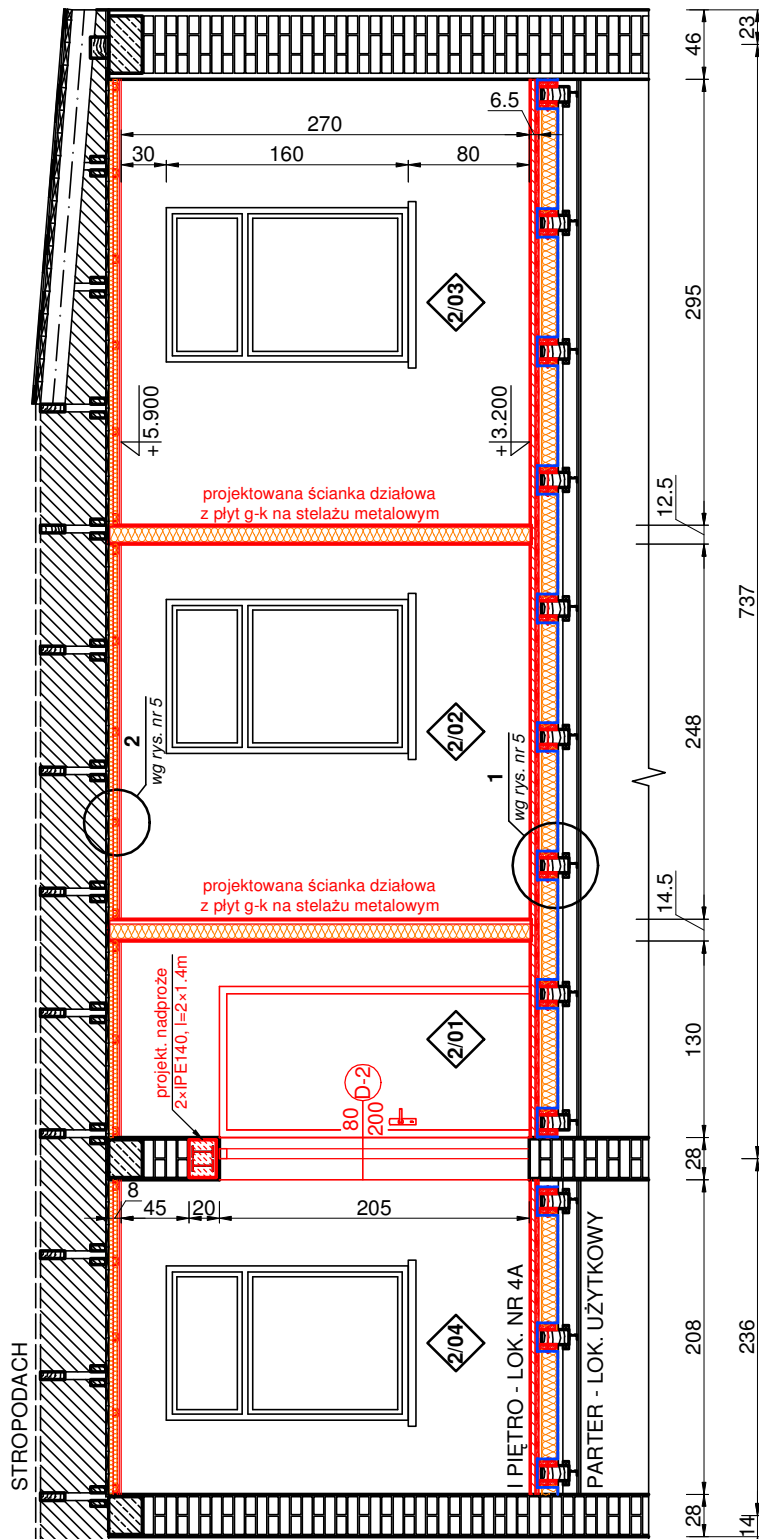 STROPODACH
270
30
160
80
6.5
2/03
+5.900
+3.200
projektowana ścianka działowa
z płyt g-k na stelażu metalowym
2
wg rys. nr 5
2/02
1
wg rys. nr 5
projektowana ścianka działowa
z płyt g-k na stelażu metalowym
projekt. nadproże
2×IPE140, l=2×1.4m
2/01
80
200
D-2
8
45
20
205
2/04
I PIĘTRO - LOK. NR 4A
PARTER - LOK. UŻYTKOWY
46
295
12.5
248
14.5
130
28
208
28
23
737
236
14